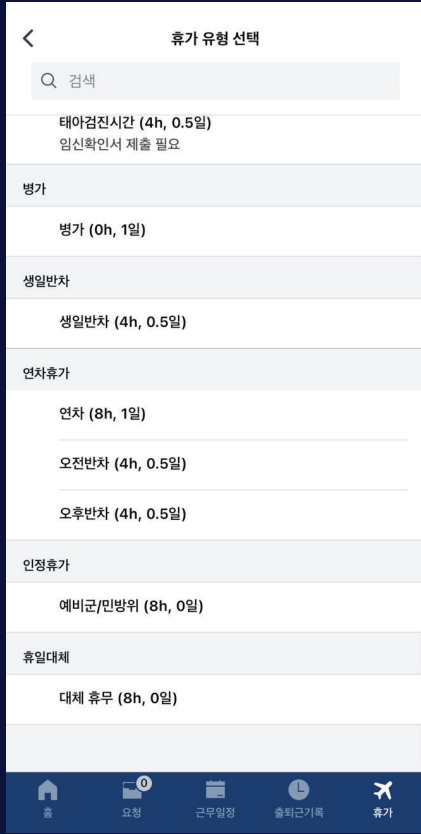 휴가 유형 선택
검색
태아검진시간 (4h, 0.5일)
임신확인서 제출 필요
병가
병가 (0h, 1일)
생일반차
생일반차 (4h, 0.5일)
연차휴가
연차 (8h, 1일)
오전반차 (4h, 0.5일)
오후반차 (4h, 0.5일)
인정휴가
예비군/민방위 (8h, 0일)
휴일대체
대체 휴무 (8h, 0일)
0
홈 요청 근무일정 출퇴근기록 휴가